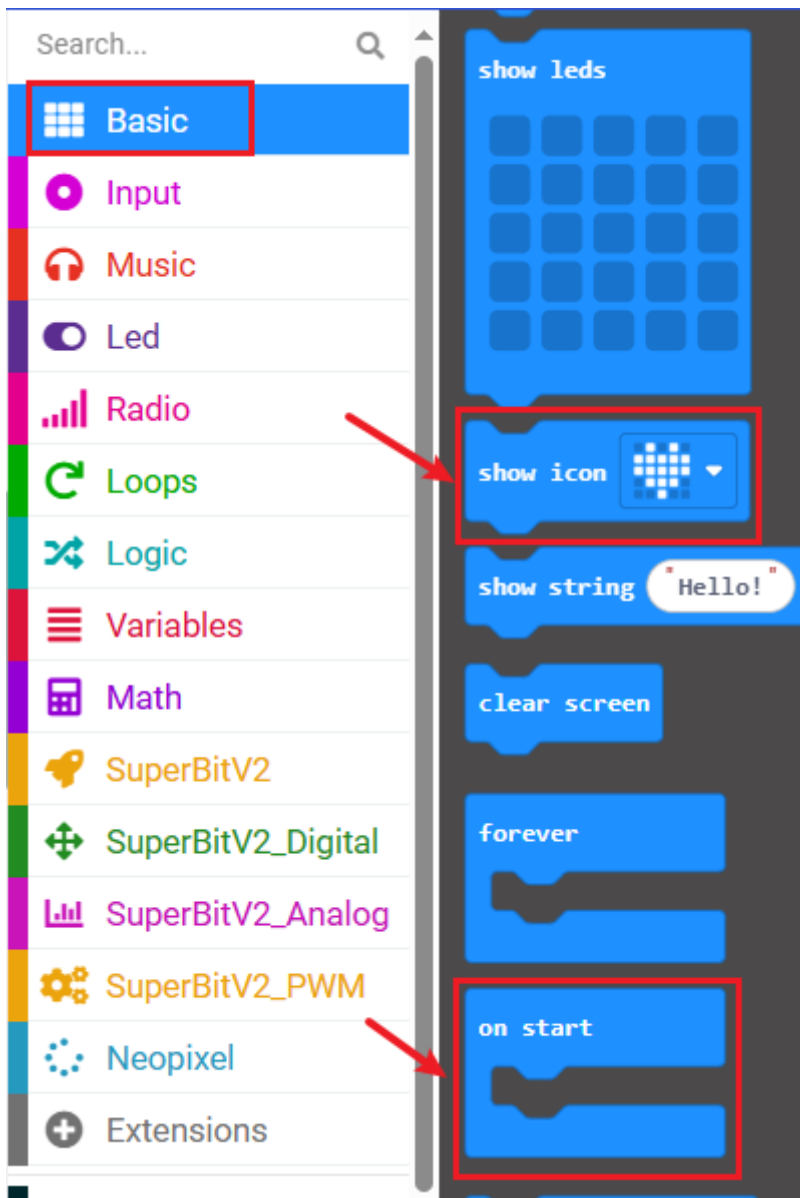 Search...
Basic
Input
Music
Led
Radio
Loops
Logic
Variables
Math
SuperBitV2
SuperBitV2_Digital
SuperBitV2_Analog
SuperBitV2_PWM
Neopixel
Extensions
show leds
show icon
show string "Hello!"
clear screen
forever
on start